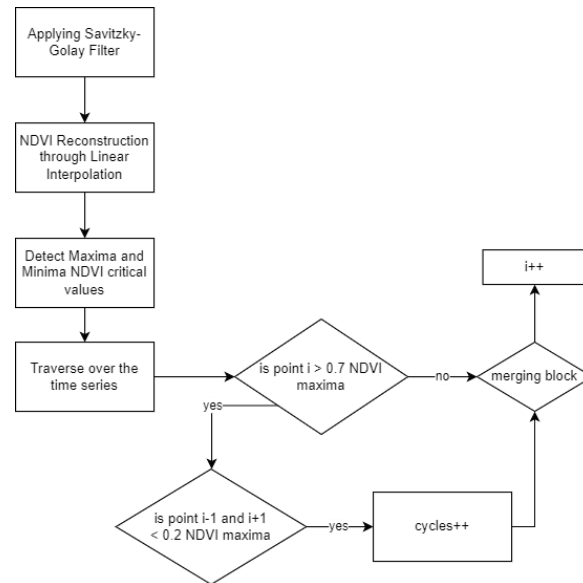 Applying Savitzky-
Golay Filter
NDVI Reconstruction
through Linear
Interpolation
Detect Maxima and
Minima NDVI critical
values
i++
Traverse over the
time series
is point i > 0.7 NDVI
maxima
no
merging block
yes
is point i-1 and i+1
< 0.2 NDVI maxima
yes
cycles++